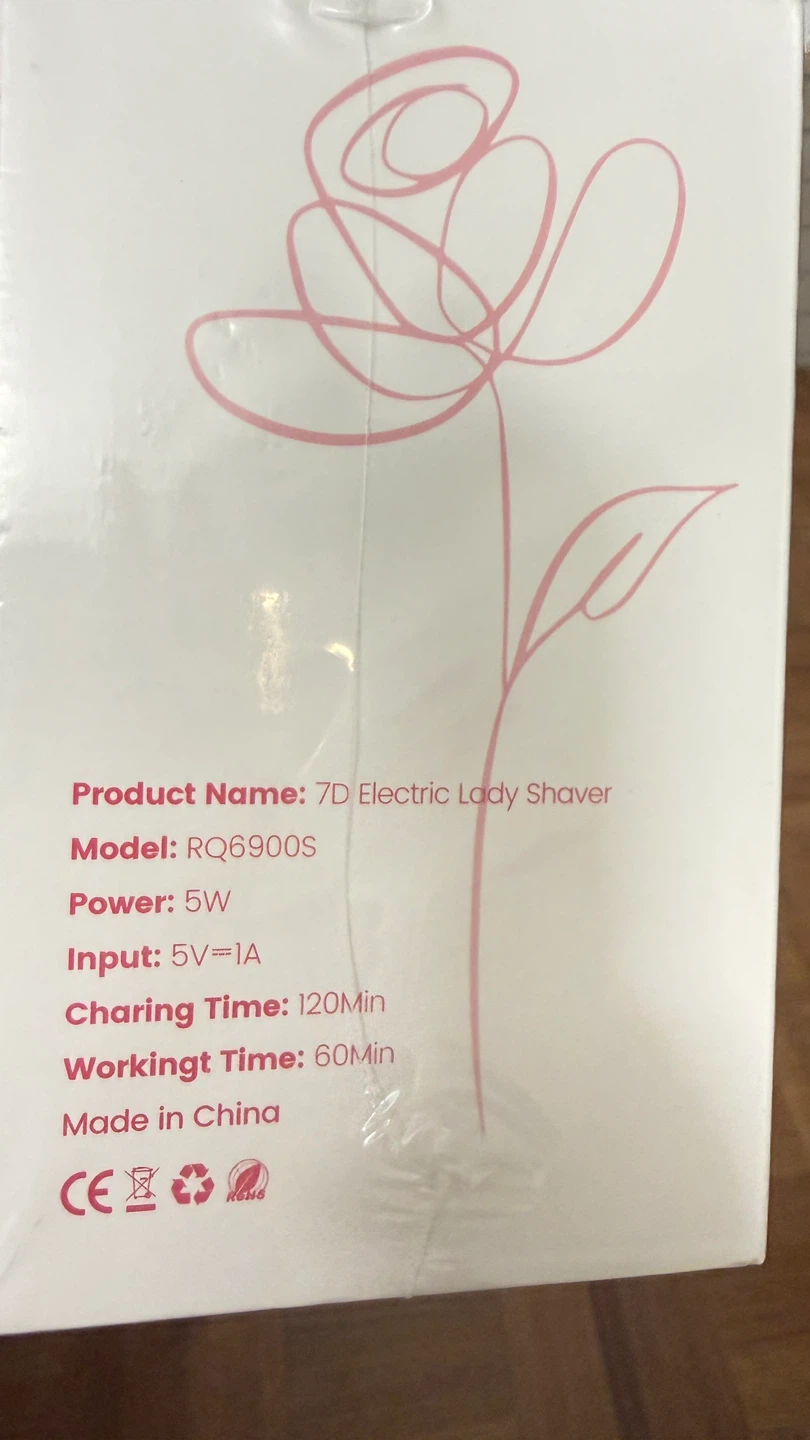 Product Name: 7D Electric Lady Shaver
Model: RQ6900S
Power: 5W
Input: 5V⎓1A
Charing Time: 120Min
Workingt Time: 60Min
Made in China
CE RoHS